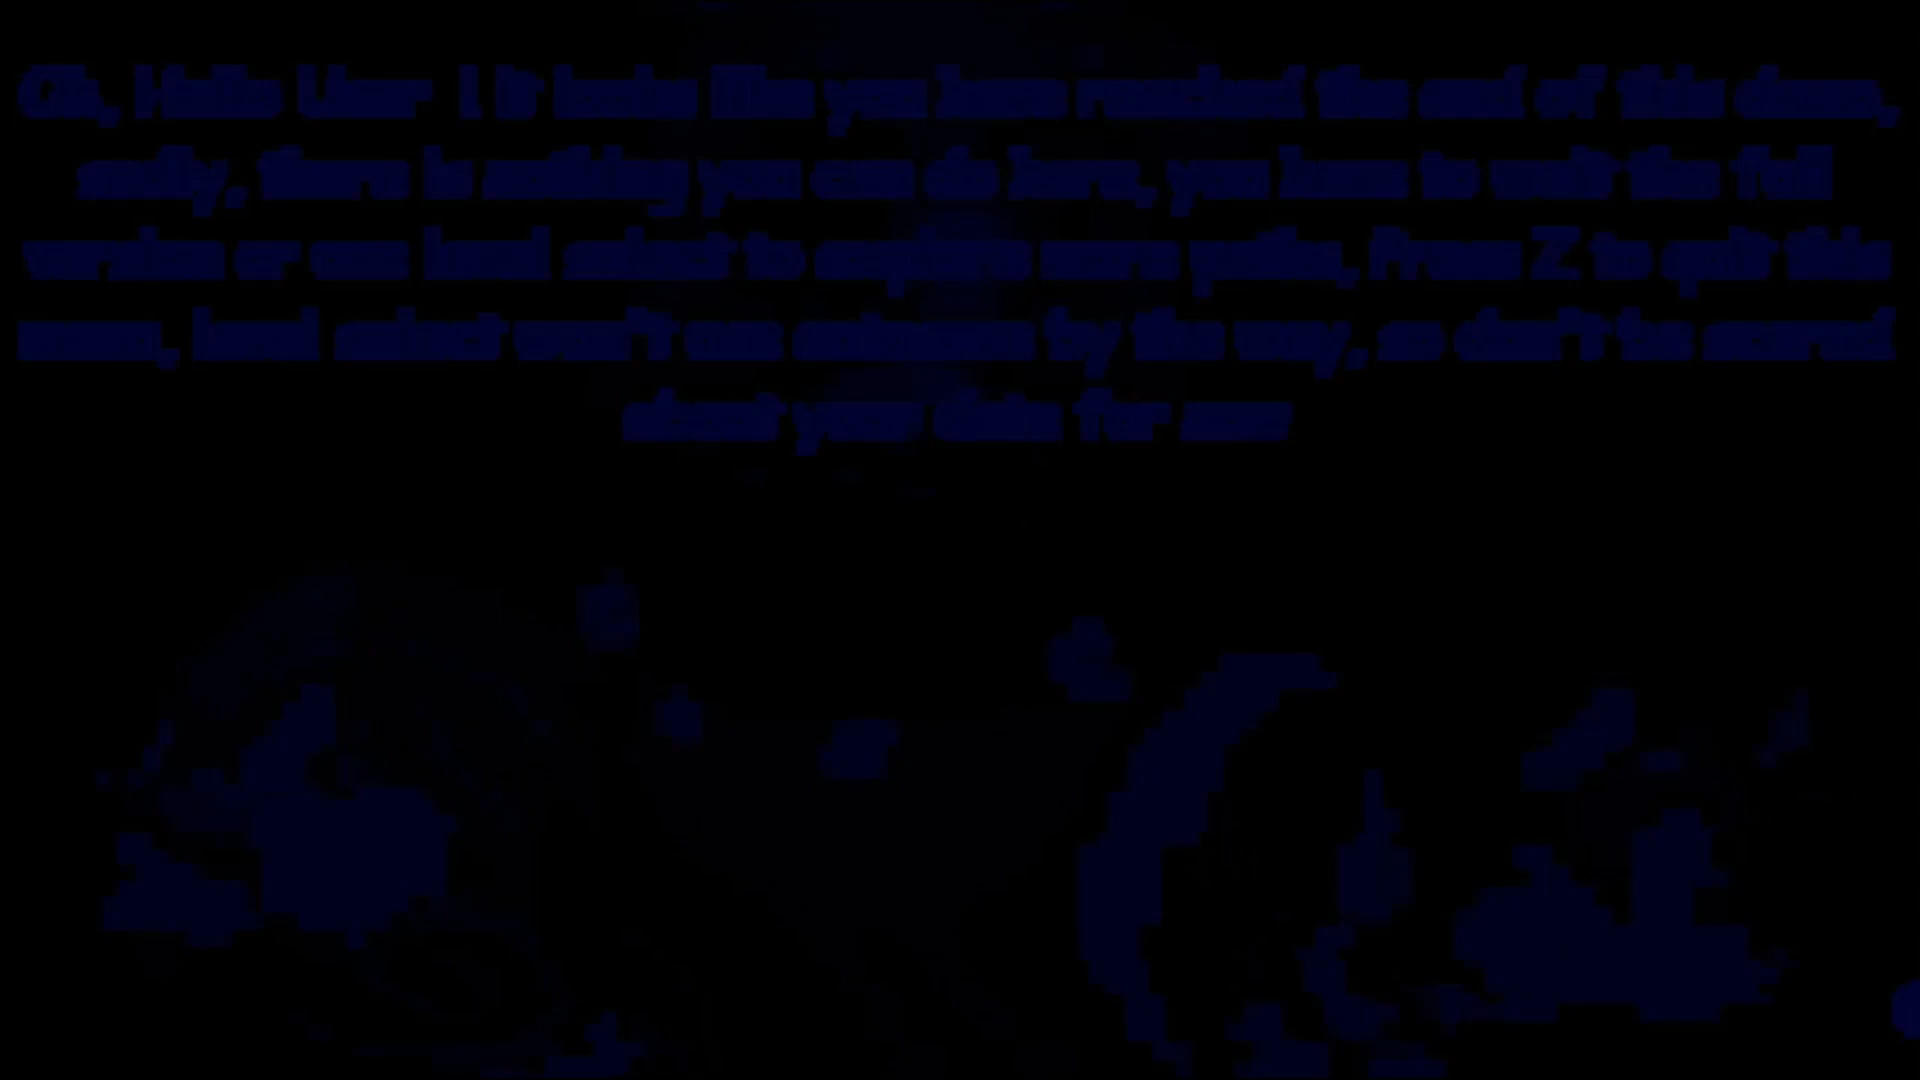 Oh, Hello User ! It looks like you have reached the end of this demo,
sadly, there is nothing you can do here, you have to wait the full
version or use level select to explore more paths, Press Z to quit this
level select won't use by the way, so don't be scared
about your data for now